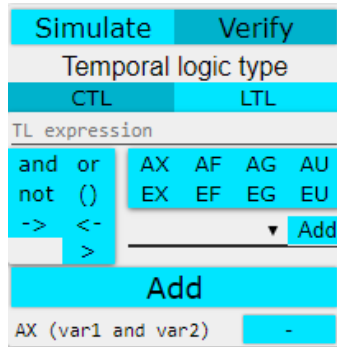 Simulate Verify
Temporal logic type
CTL LTL
TL expression
and or AX AF AG AU
not () EX EF EG EU
-> <-> ▼ Add
Add
AX (var1 and var2) -